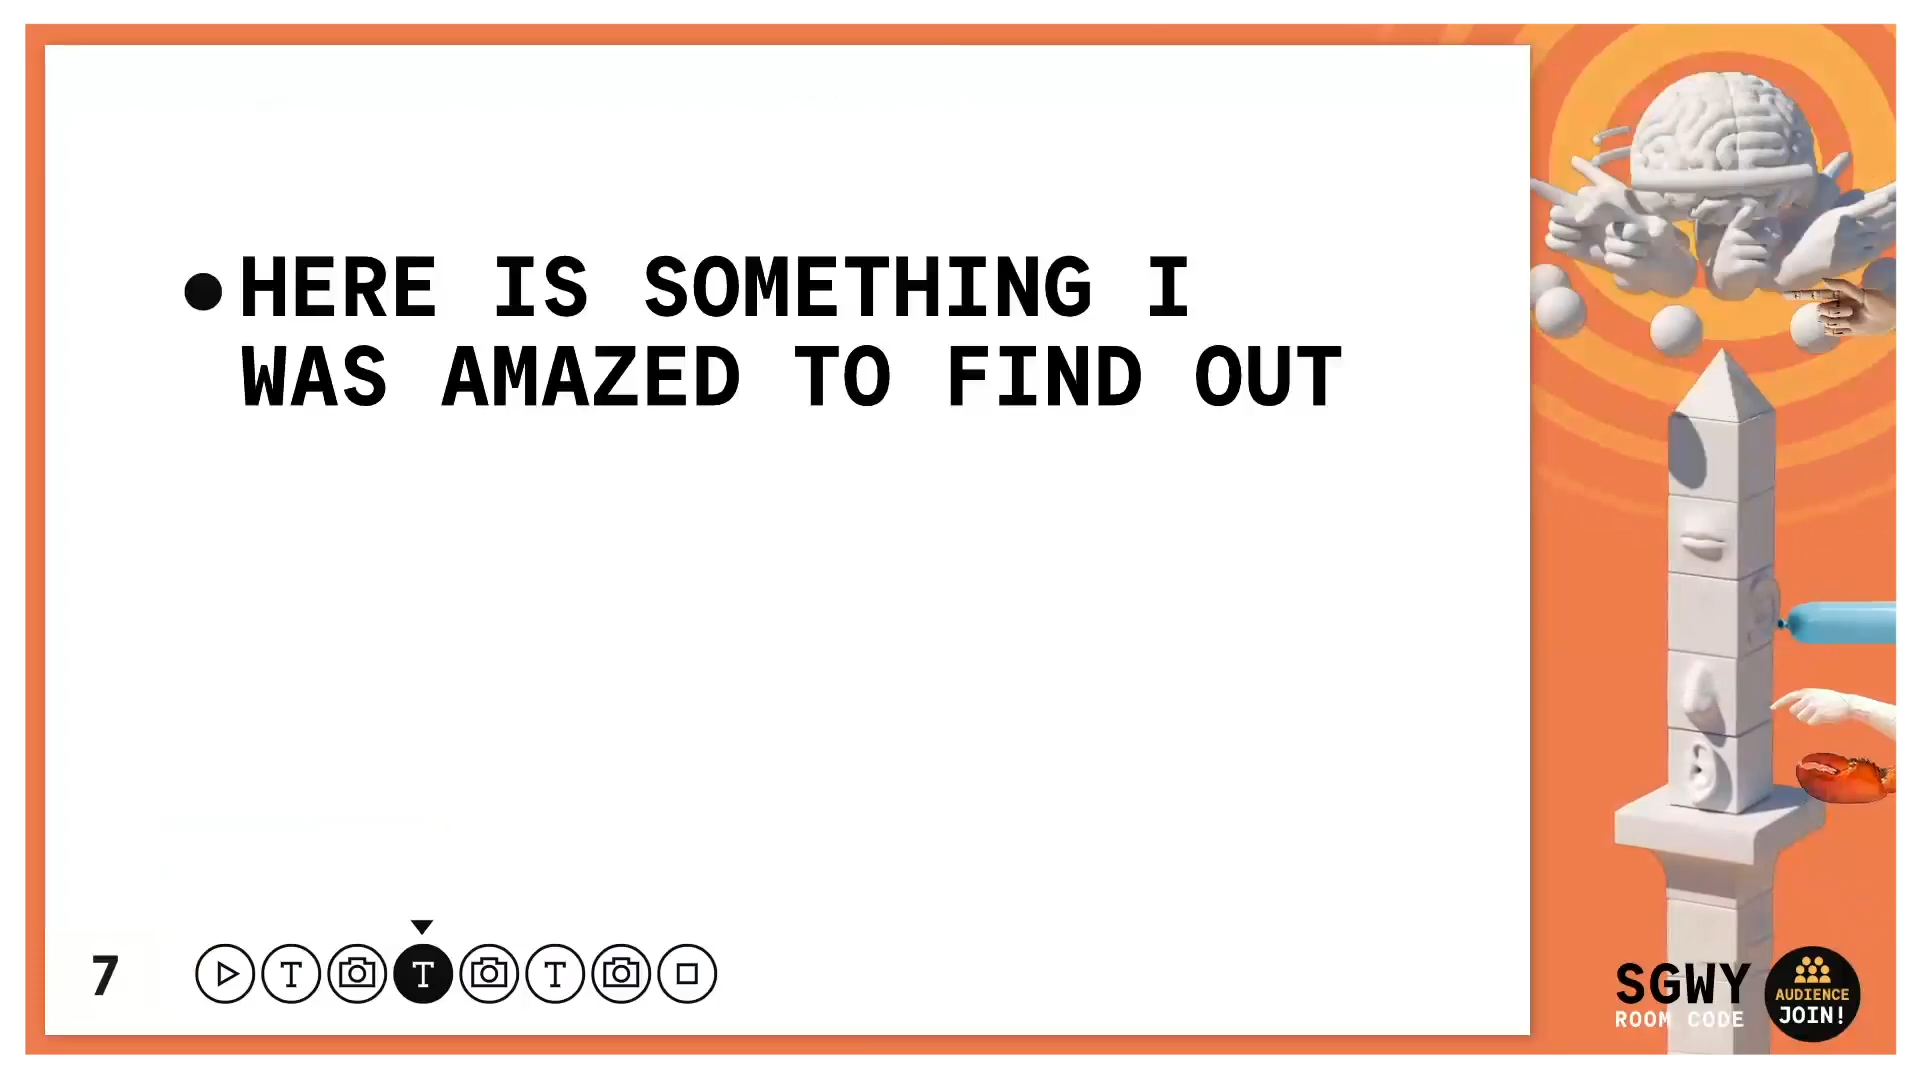 ● HERE IS SOMETHING I
WAS AMAZED TO FIND OUT
7
T
T
T
SGWY
ROOM CODE
AUDIENCE
JOIN!